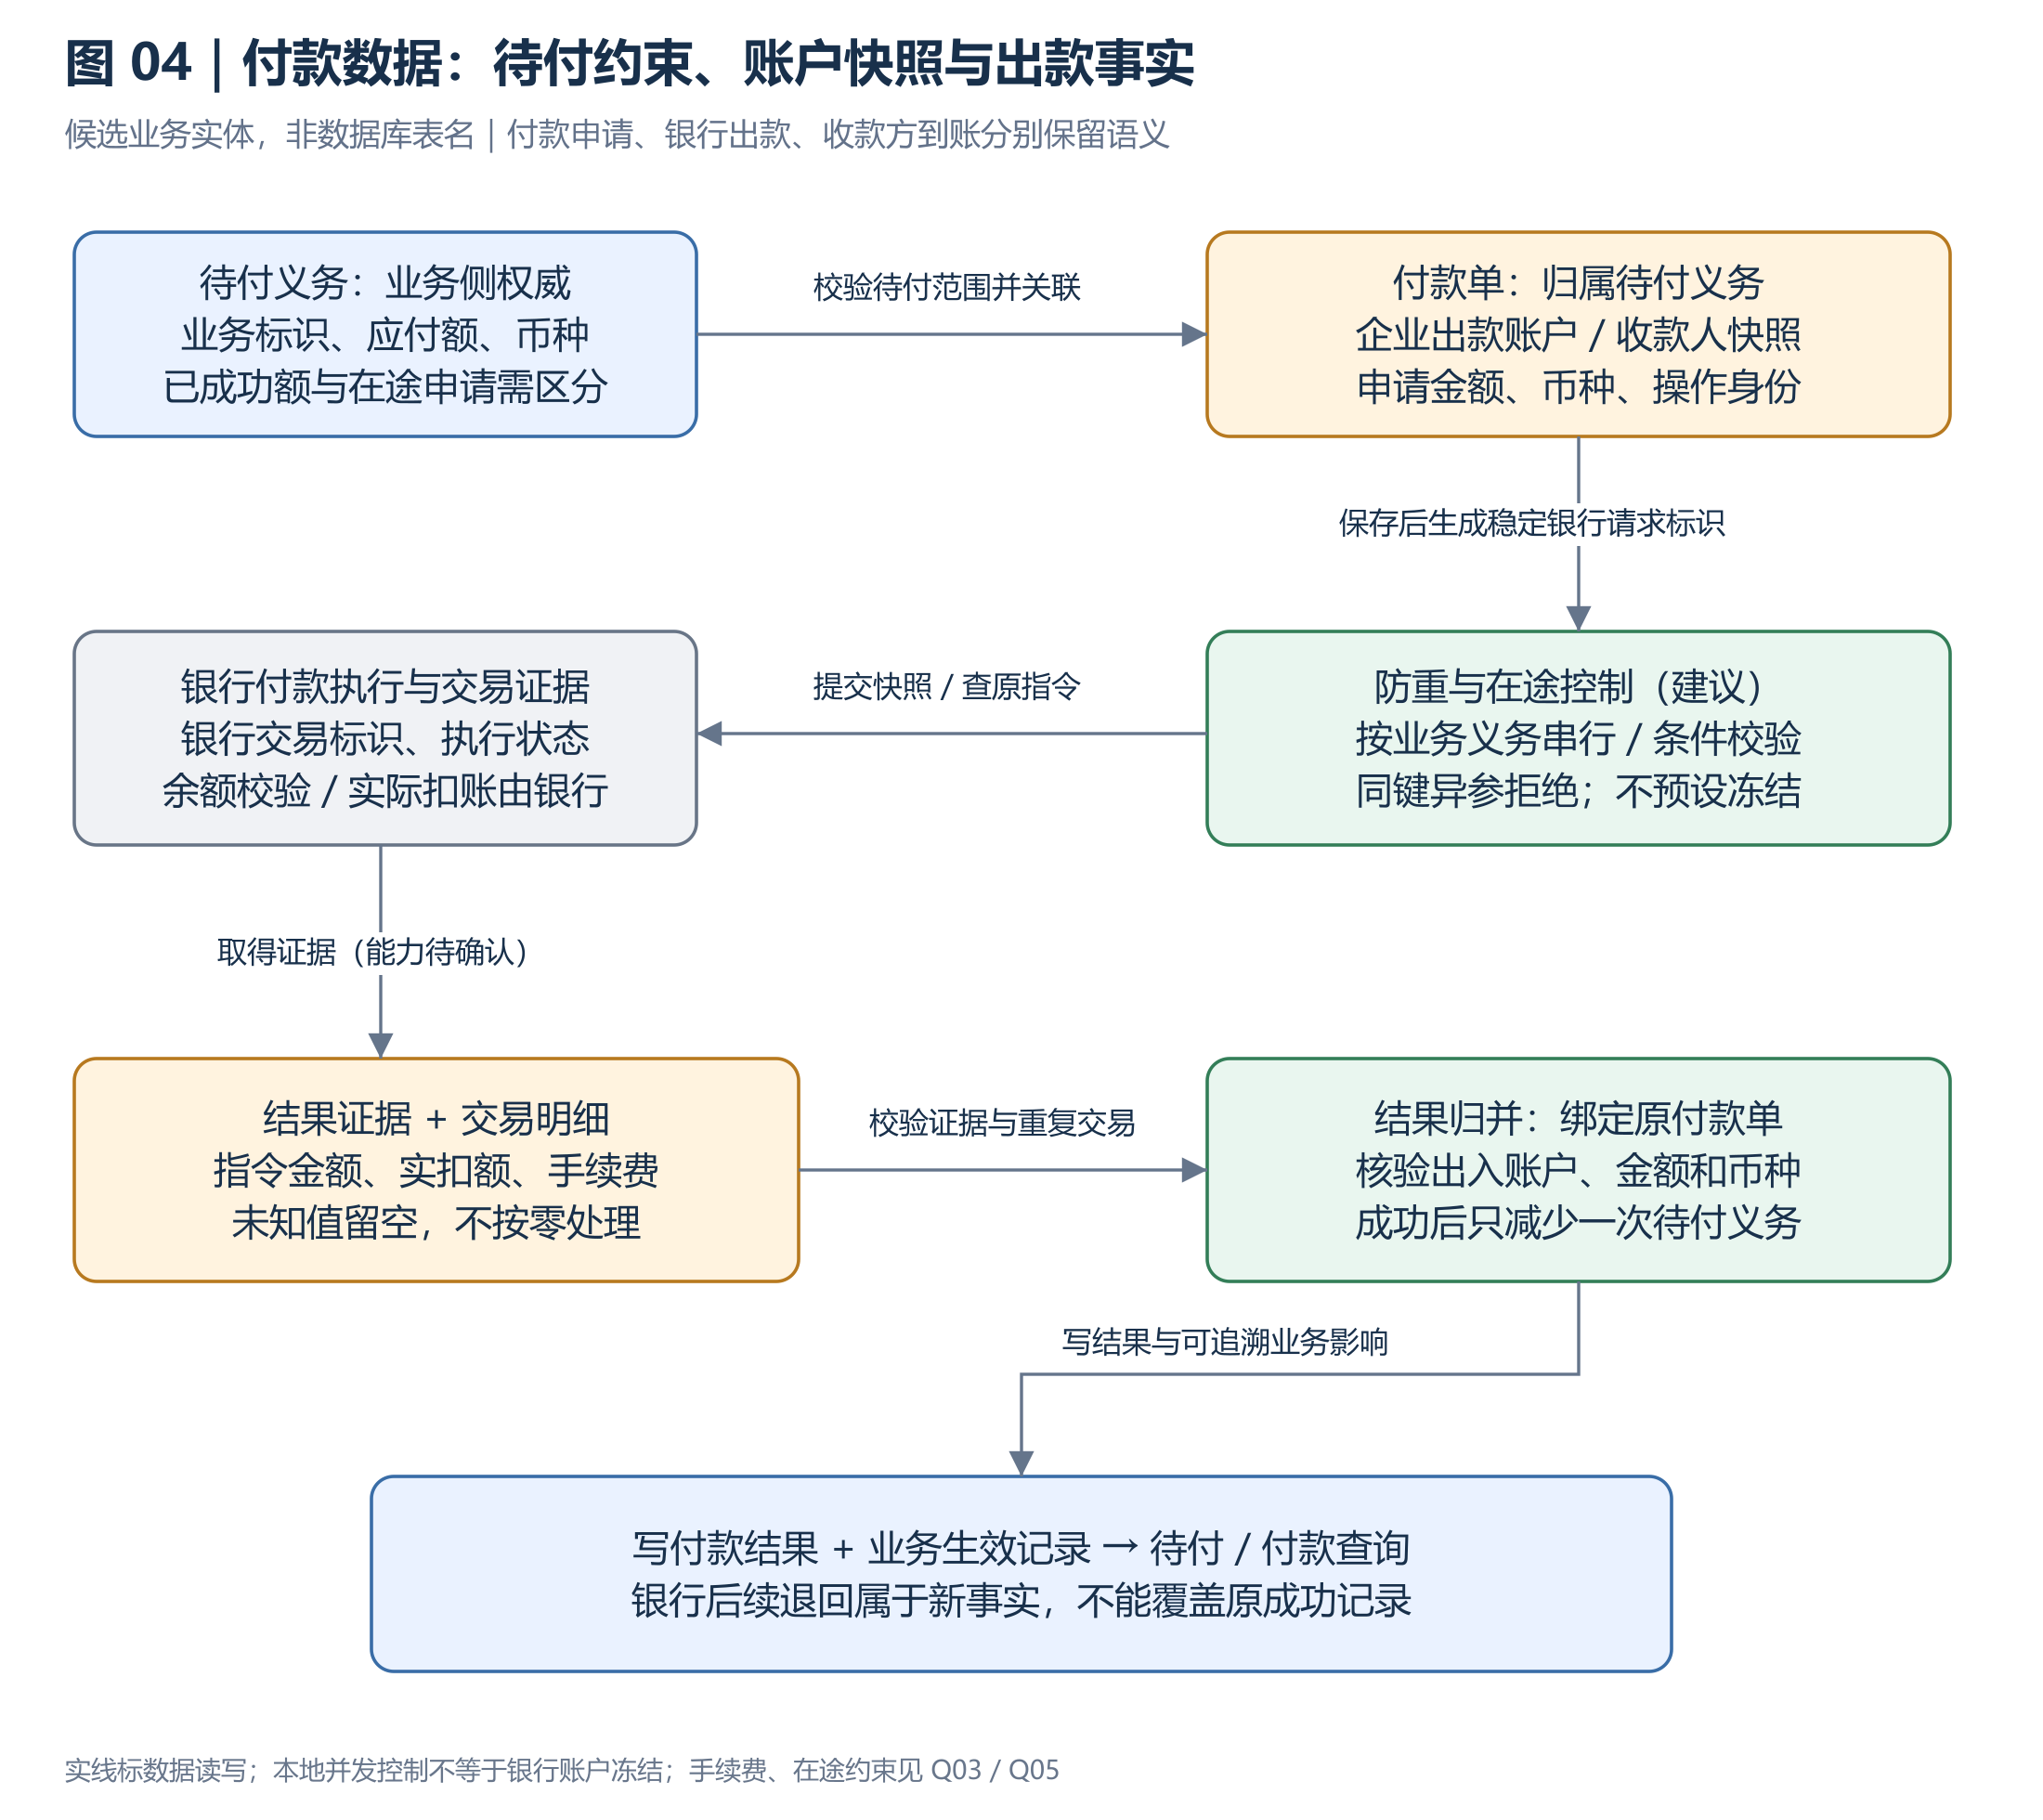 图 04 | 付款数据：待付约束、账户快照与出款事实
候选业务实体，非数据库表名 | 付款申请、银行出款、收款方到账分别保留语义
待付义务：业务侧权威
业务标识、应付额、币种
已成功额与在途申请需区分
校验待付范围并关联
付款单：归属待付义务
企业出款账户 / 收款人快照
申请金额、币种、操作身份
保存后生成稳定银行请求标识
银行付款执行与交易证据
银行交易标识、执行状态
余额校验 / 实际扣账由银行
提交快照 / 查原指令
防重与在途控制（建议）
按业务义务串行 / 条件校验
同键异参拒绝；不预设冻结
取得证据（能力待确认）
结果证据 + 交易明细
指令金额、实扣额、手续费
未知值留空，不按零处理
校验证据与重复交易
结果归并：绑定原付款单
核验出入账户、金额和币种
成功后只减少一次待付义务
写结果与可追溯业务影响
写付款结果 + 业务生效记录 → 待付 / 付款查询
银行后续退回属于新事实，不能覆盖原成功记录
实线标数据读写；本地并发控制不等于银行账户冻结；手续费、在途约束见 Q03 / Q05